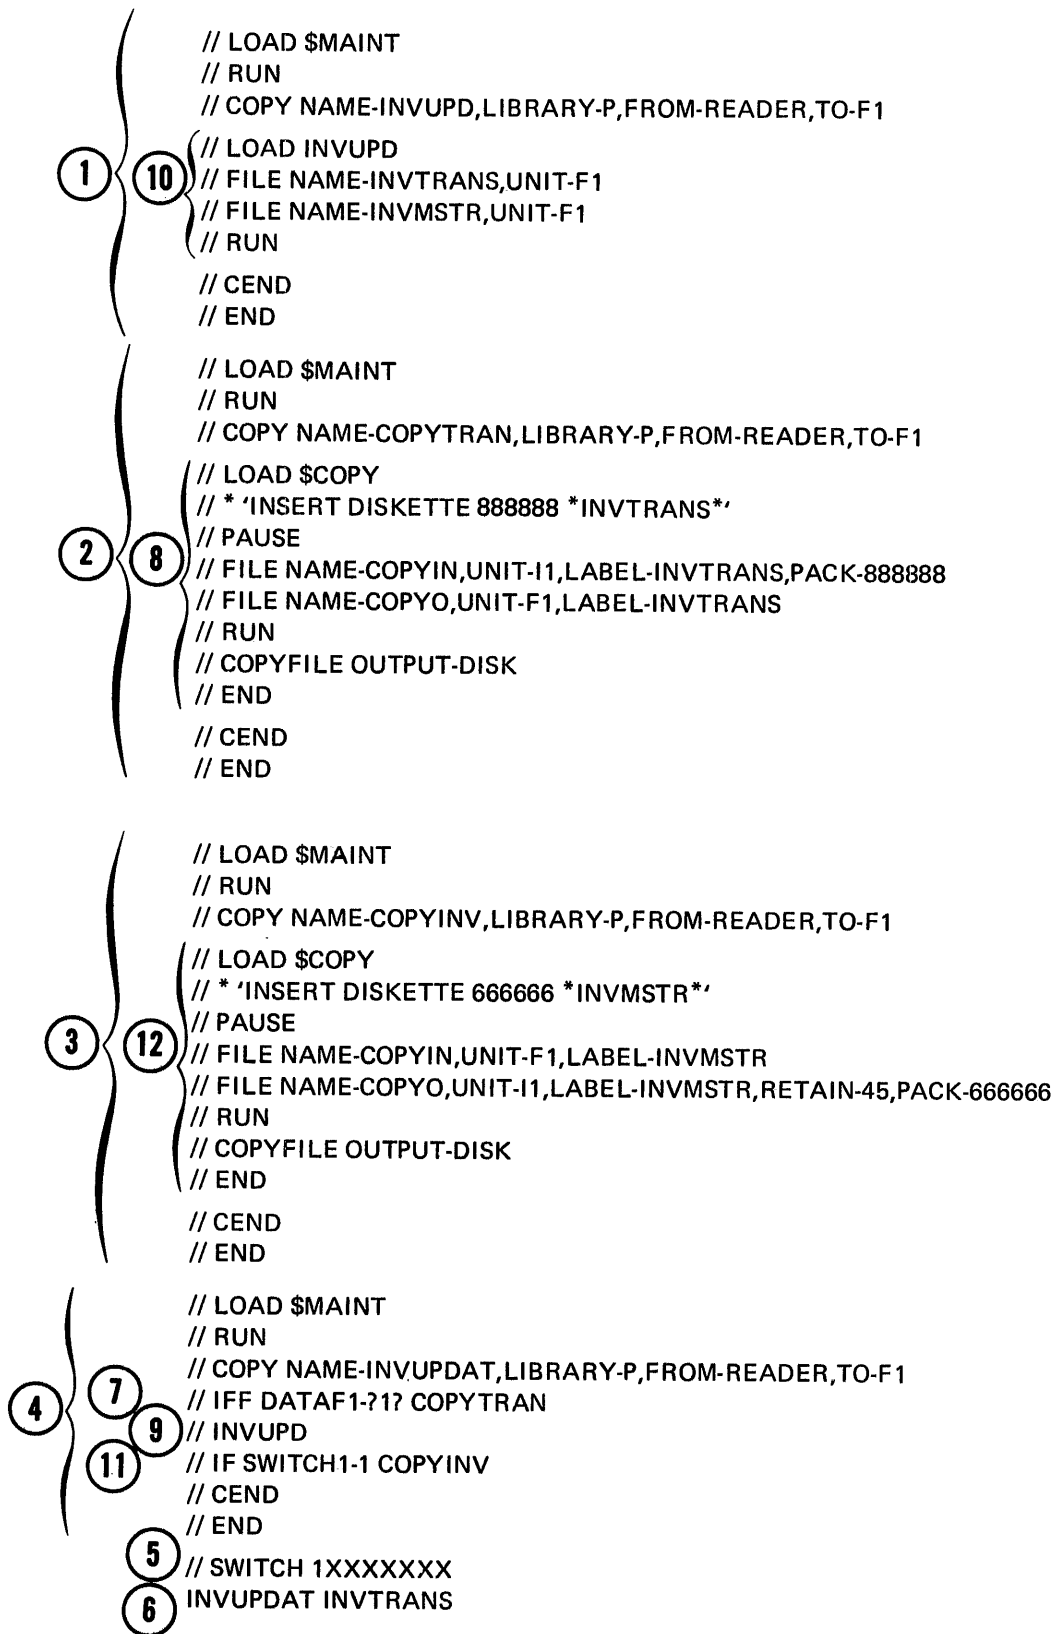 // LOAD $MAINT
// RUN
// COPY NAME-INVUPD,LIBRARY-P,FROM-READER,TO-F1
1 10 // LOAD INVUPD
// FILE NAME-INVTRANS,UNIT-F1
// FILE NAME-INVMSTR,UNIT-F1
// RUN
// CEND
// END
// LOAD $MAINT
// RUN
// COPY NAME-COPYTRAN,LIBRARY-P,FROM-READER,TO-F1
// LOAD $COPY
// * 'INSERT DISKETTE 888888 *INVTRANS*'
// PAUSE
2 8 // FILE NAME-COPYIN,UNIT-I1,LABEL-INVTRANS,PACK-888888
// FILE NAME-COPYO,UNIT-F1,LABEL-INVTRANS
// RUN
// COPYFILE OUTPUT-DISK
// END
// CEND
// END
// LOAD $MAINT
// RUN
// COPY NAME-COPYINV,LIBRARY-P,FROM-READER,TO-F1
// LOAD $COPY
// * 'INSERT DISKETTE 666666 *INVMSTR*'
// PAUSE
3 12 // FILE NAME-COPYIN,UNIT-F1,LABEL-INVMSTR
// FILE NAME-COPYO,UNIT-I1,LABEL-INVMSTR,RETAIN-45,PACK-666666
// RUN
// COPYFILE OUTPUT-DISK
// END
// CEND
// END
// LOAD $MAINT
// RUN
// COPY NAME-INVUPDAT,LIBRARY-P,FROM-READER,TO-F1
4 7 // IFF DATAF1-?1? COPYTRAN
9 // INVUPD
11 // IF SWITCH1-1 COPYINV
// CEND
// END
5 // SWITCH 1XXXXXXX
6 INVUPDAT INVTRANS